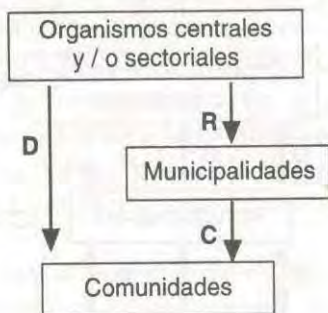 Organismos centrales
y / o sectoriales
R
D
Municipalidades
C
Comunidades